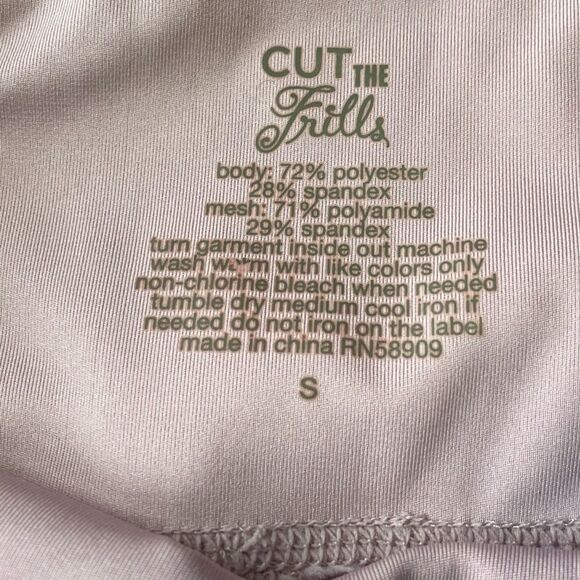 CUT THE
Frills
body: 72% polyester
28% spandex
mesh: 71% polyamide
29% spandex
turn garment inside out machine
wash warm with like colors only
non-chlorine bleach when needed
tumble dry medium cool iron if
needed do not iron on the label
made in china RN58909
S